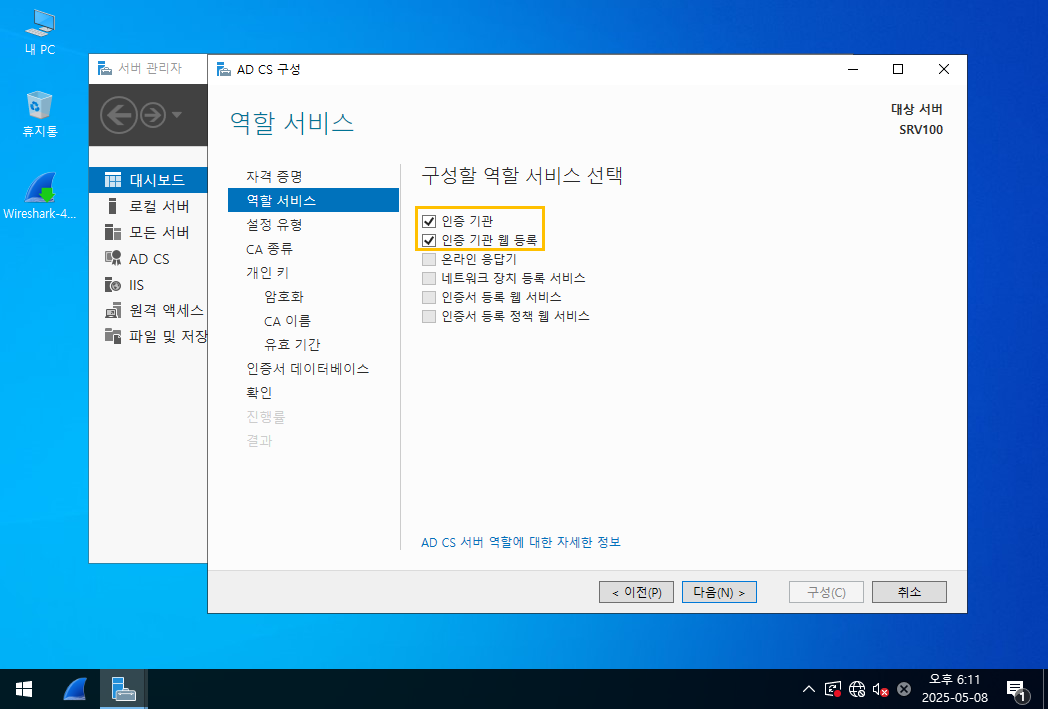 내 PC
휴지통
Wireshark-4...
서버 관리자
대시보드
로컬 서버
모든 서버
AD CS
IIS
원격 액세스
파일 및 저장
AD CS 구성
역할 서비스
대상 서버
SRV100
자격 증명
역할 서비스
설정 유형
CA 종류
개인 키
암호화
CA 이름
유효 기간
인증서 데이터베이스
확인
진행률
결과
구성할 역할 서비스 선택
인증 기관
인증 기관 웹 등록
온라인 응답기
네트워크 장치 등록 서비스
인증서 등록 웹 서비스
인증서 등록 정책 웹 서비스
AD CS 서버 역할에 대한 자세한 정보
< 이전(P)
다음(N) >
구성(C)
취소
오후 6:11
2025-05-08
1